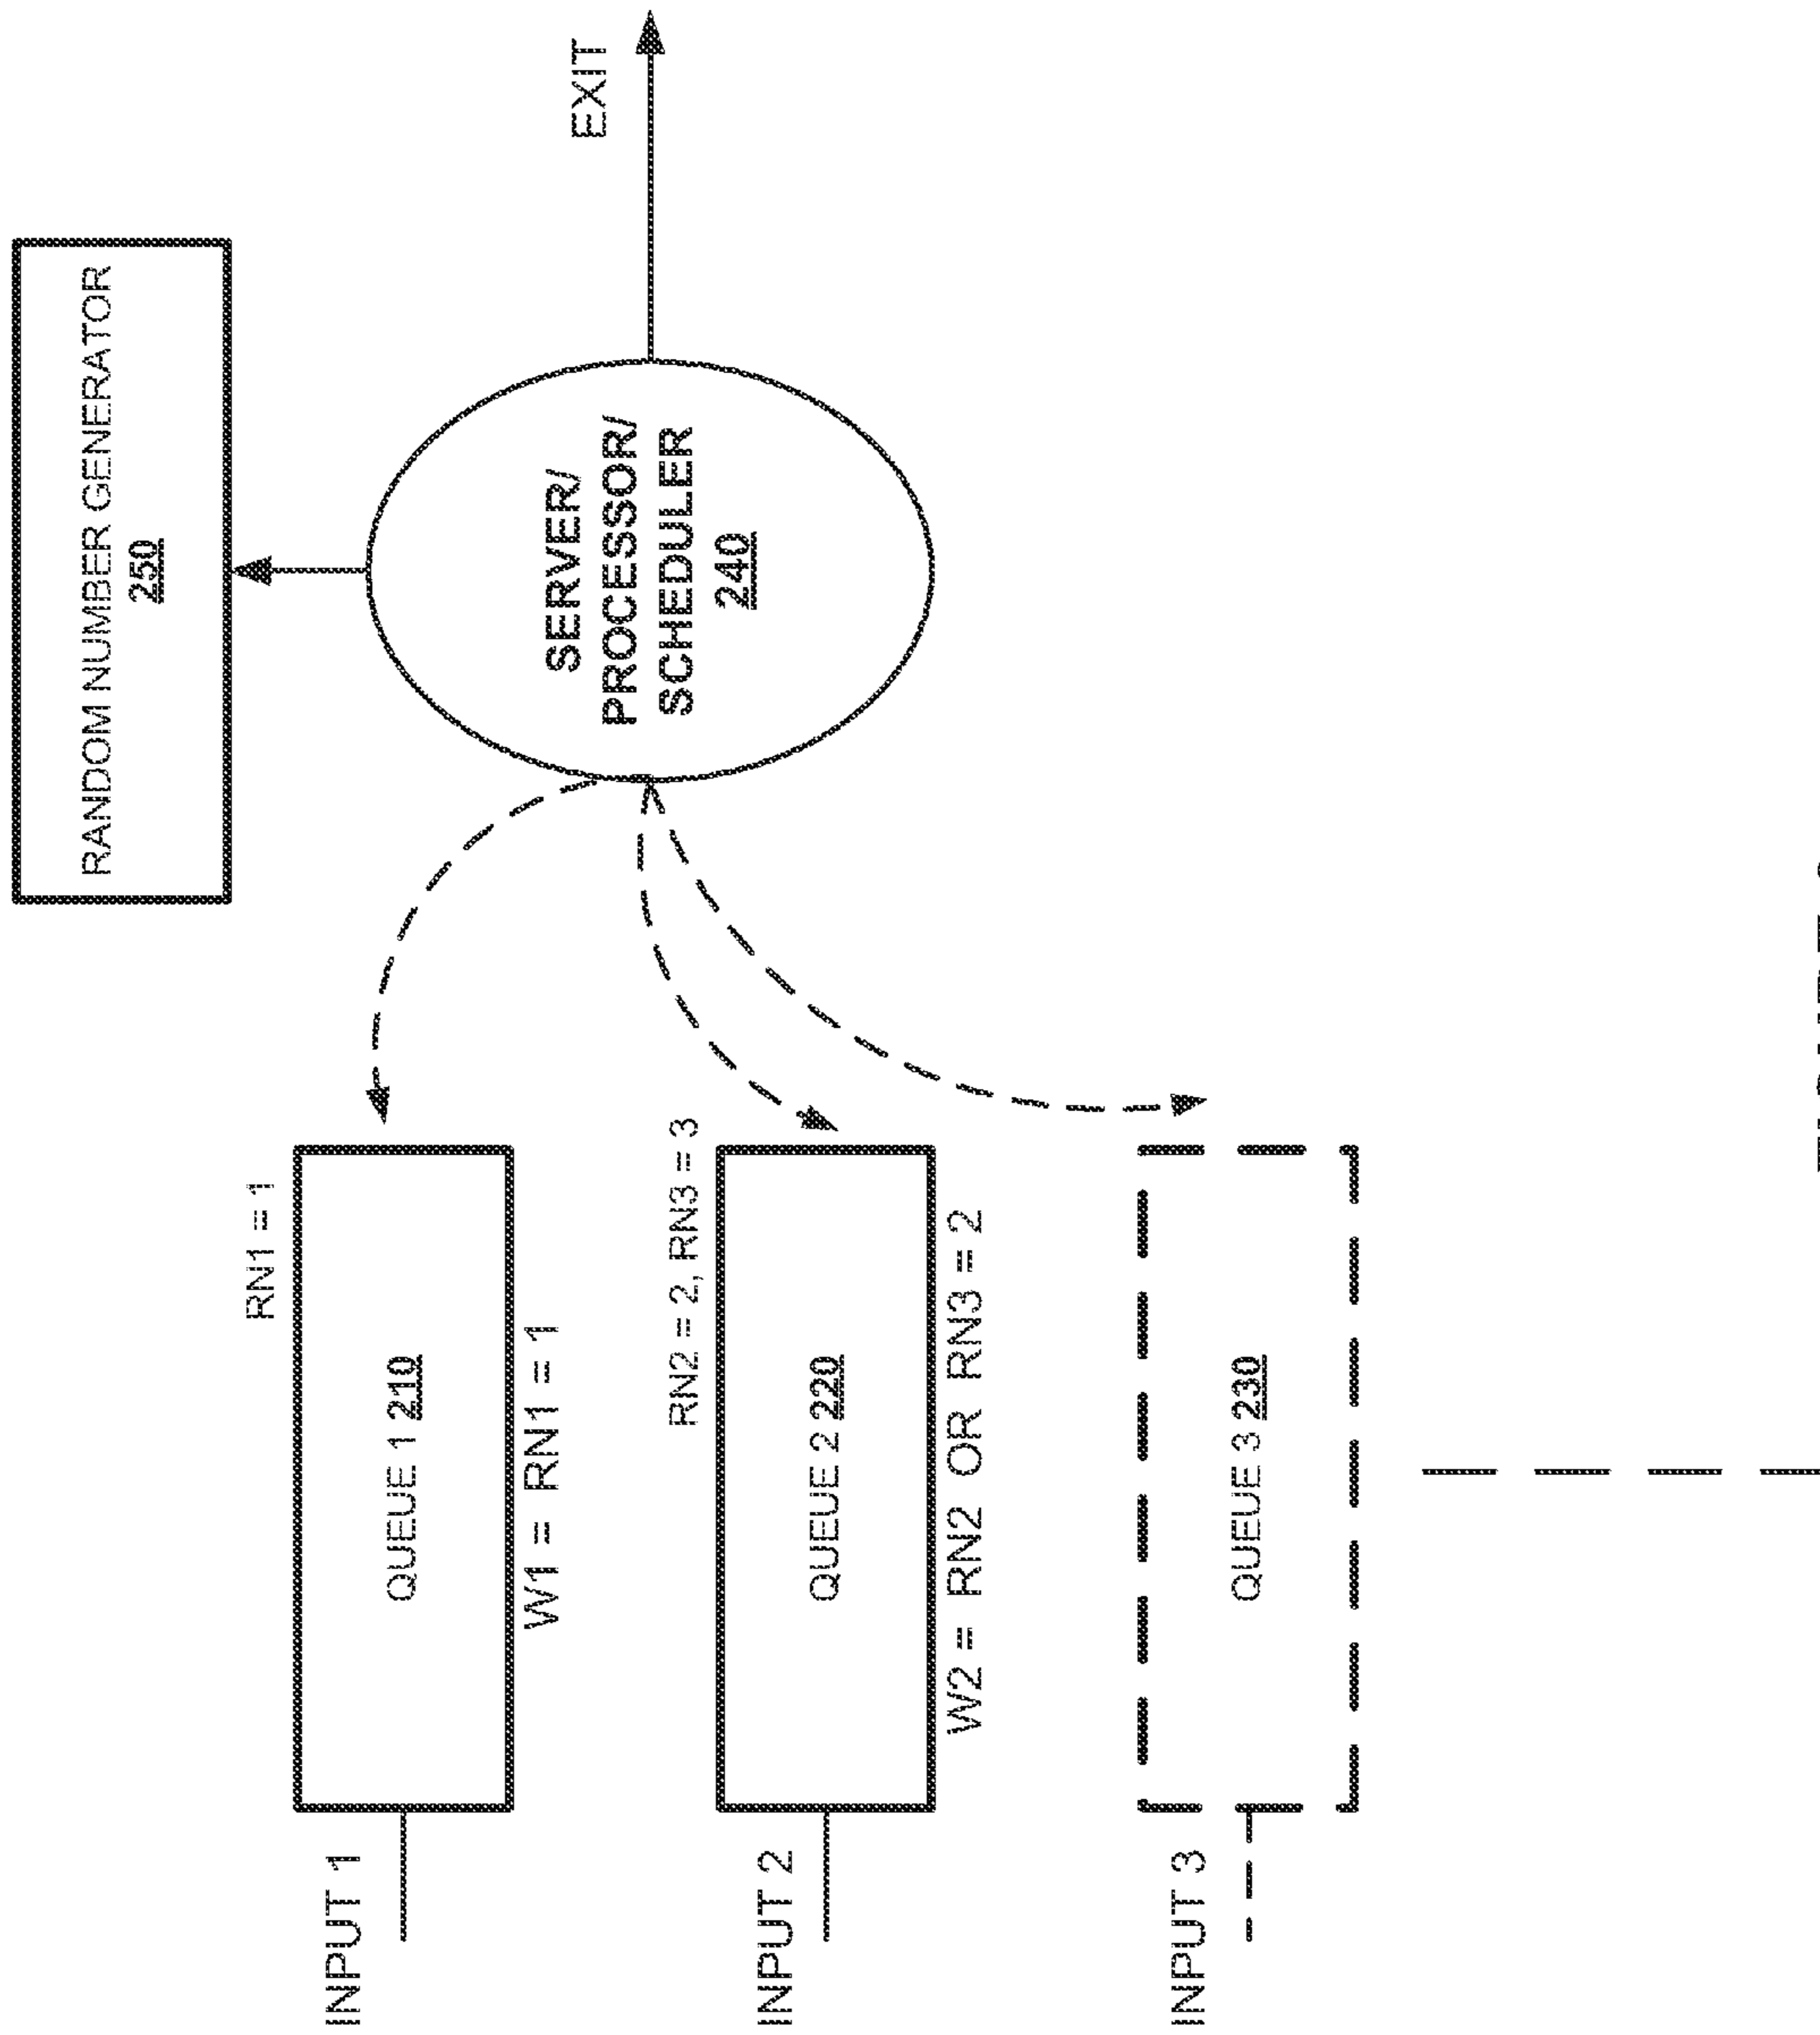 RANDOM NUMBER GENERATOR
250
EXIT
SERVER/
PROCESSOR/
SCHEDULER
240
RN1 = 1
INPUT 1
QUEUE 1 210
W1 = RN1 = 1
RN2 = 2, RN3 = 3
INPUT 2
QUEUE 2 220
W2 = RN2 OR RN3 = 2
INPUT 3
QUEUE 3 230